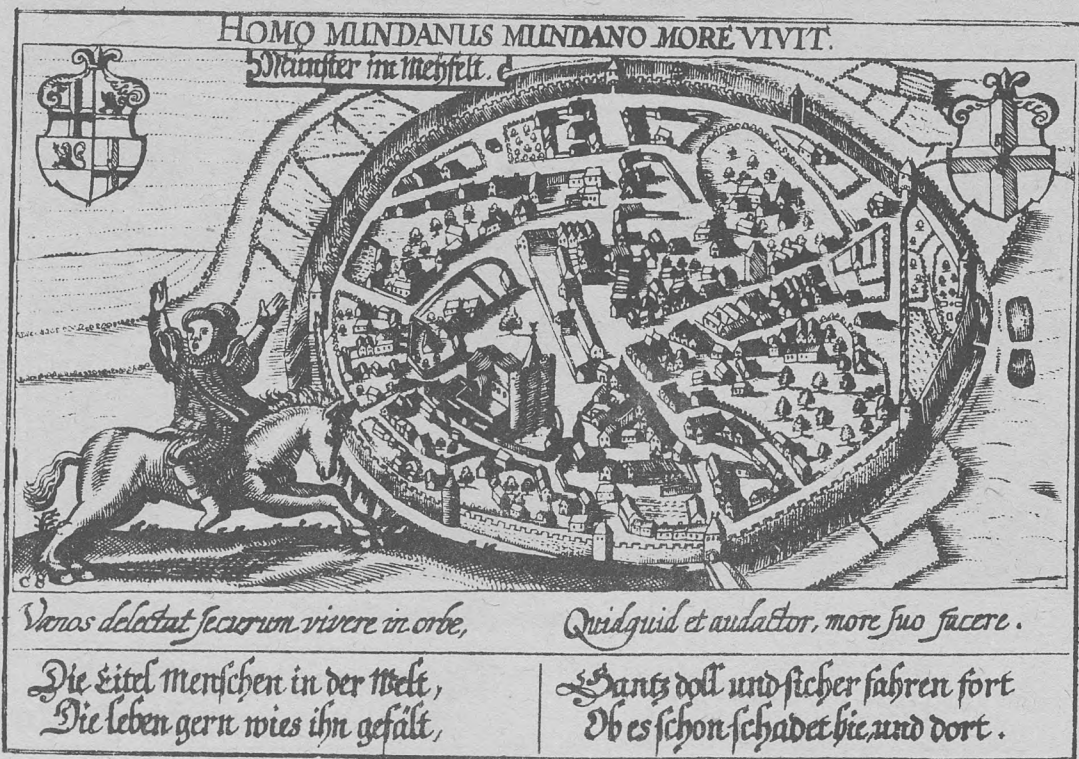 HOMO MUNDANUS MUNDANO MORE VIVIT.
Münster im Meyfelt.
CB
Vanos delectat securum vivere in orbe,
Quidquid et audactor, more suo facere.
Die Eitel Menschen in der Welt,
Die leben gern wies ihn gefält,
Gantz doll und sicher fahren fort
Ob es schon schadet hie, und dort.